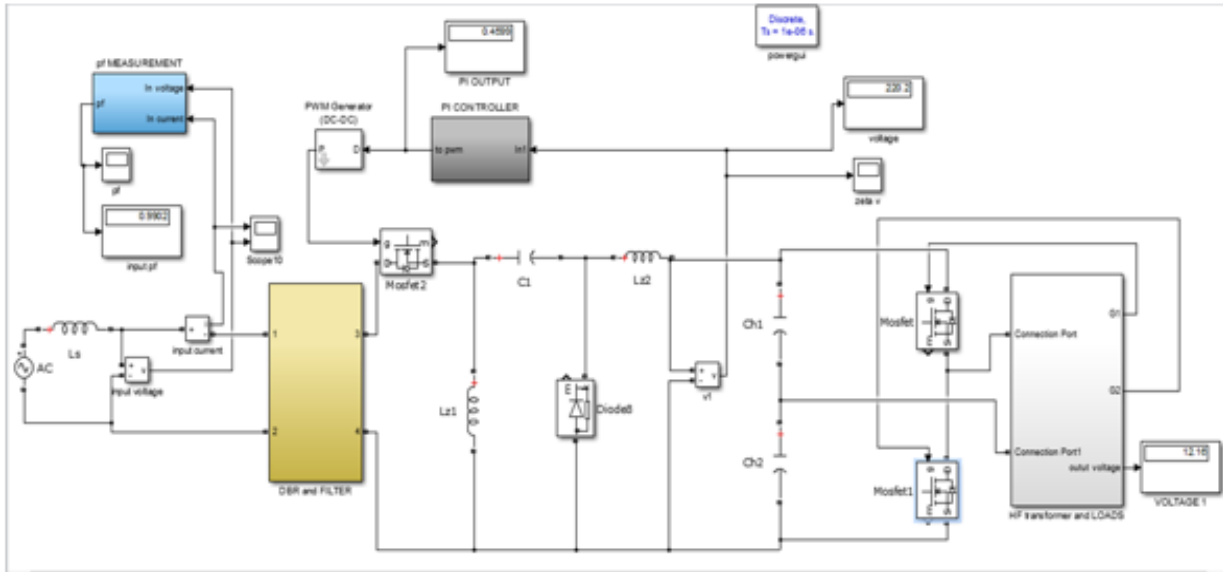 Discrete,
Ts = 1e-06 s.
powergui
0.4699
PI OUTPUT
pf MEASUREMENT
In voltage
pf
In current
PWM Generator
(DC-DC)
P
D
PI CONTROLLER
to pwm
In1
220.2
voltage
zeta v
pf
0.9902
input pf
Scope10
g
m
D
S
Mosfet2
C1
Lz2
Ls
AC
input current
input voltage
+
-
v
1
2
3
4
DBR and FILTER
Lz1
Diode8
v1
Ch1
Ch2
Mosfet
Mosfet1
Connection Port
Connection Port1
G1
G2
outut voltage
HF transformer and LOADS
12.16
VOLTAGE 1